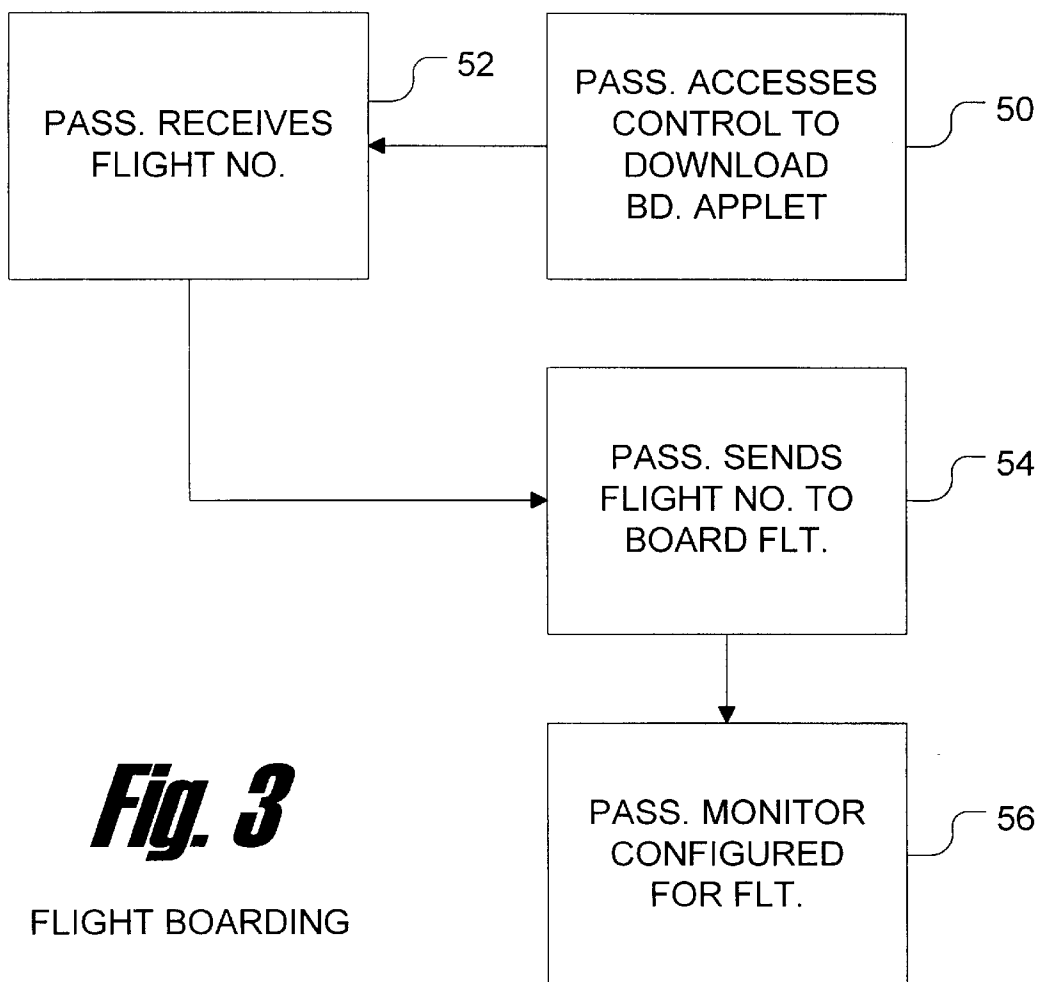 PASS. RECEIVES
FLIGHT NO.
52
PASS. ACCESSES
CONTROL TO
DOWNLOAD
BD. APPLET
50
PASS. SENDS
FLIGHT NO. TO
BOARD FLT.
54
PASS. MONITOR
CONFIGURED
FOR FLT.
56
Fig. 3
FLIGHT BOARDING